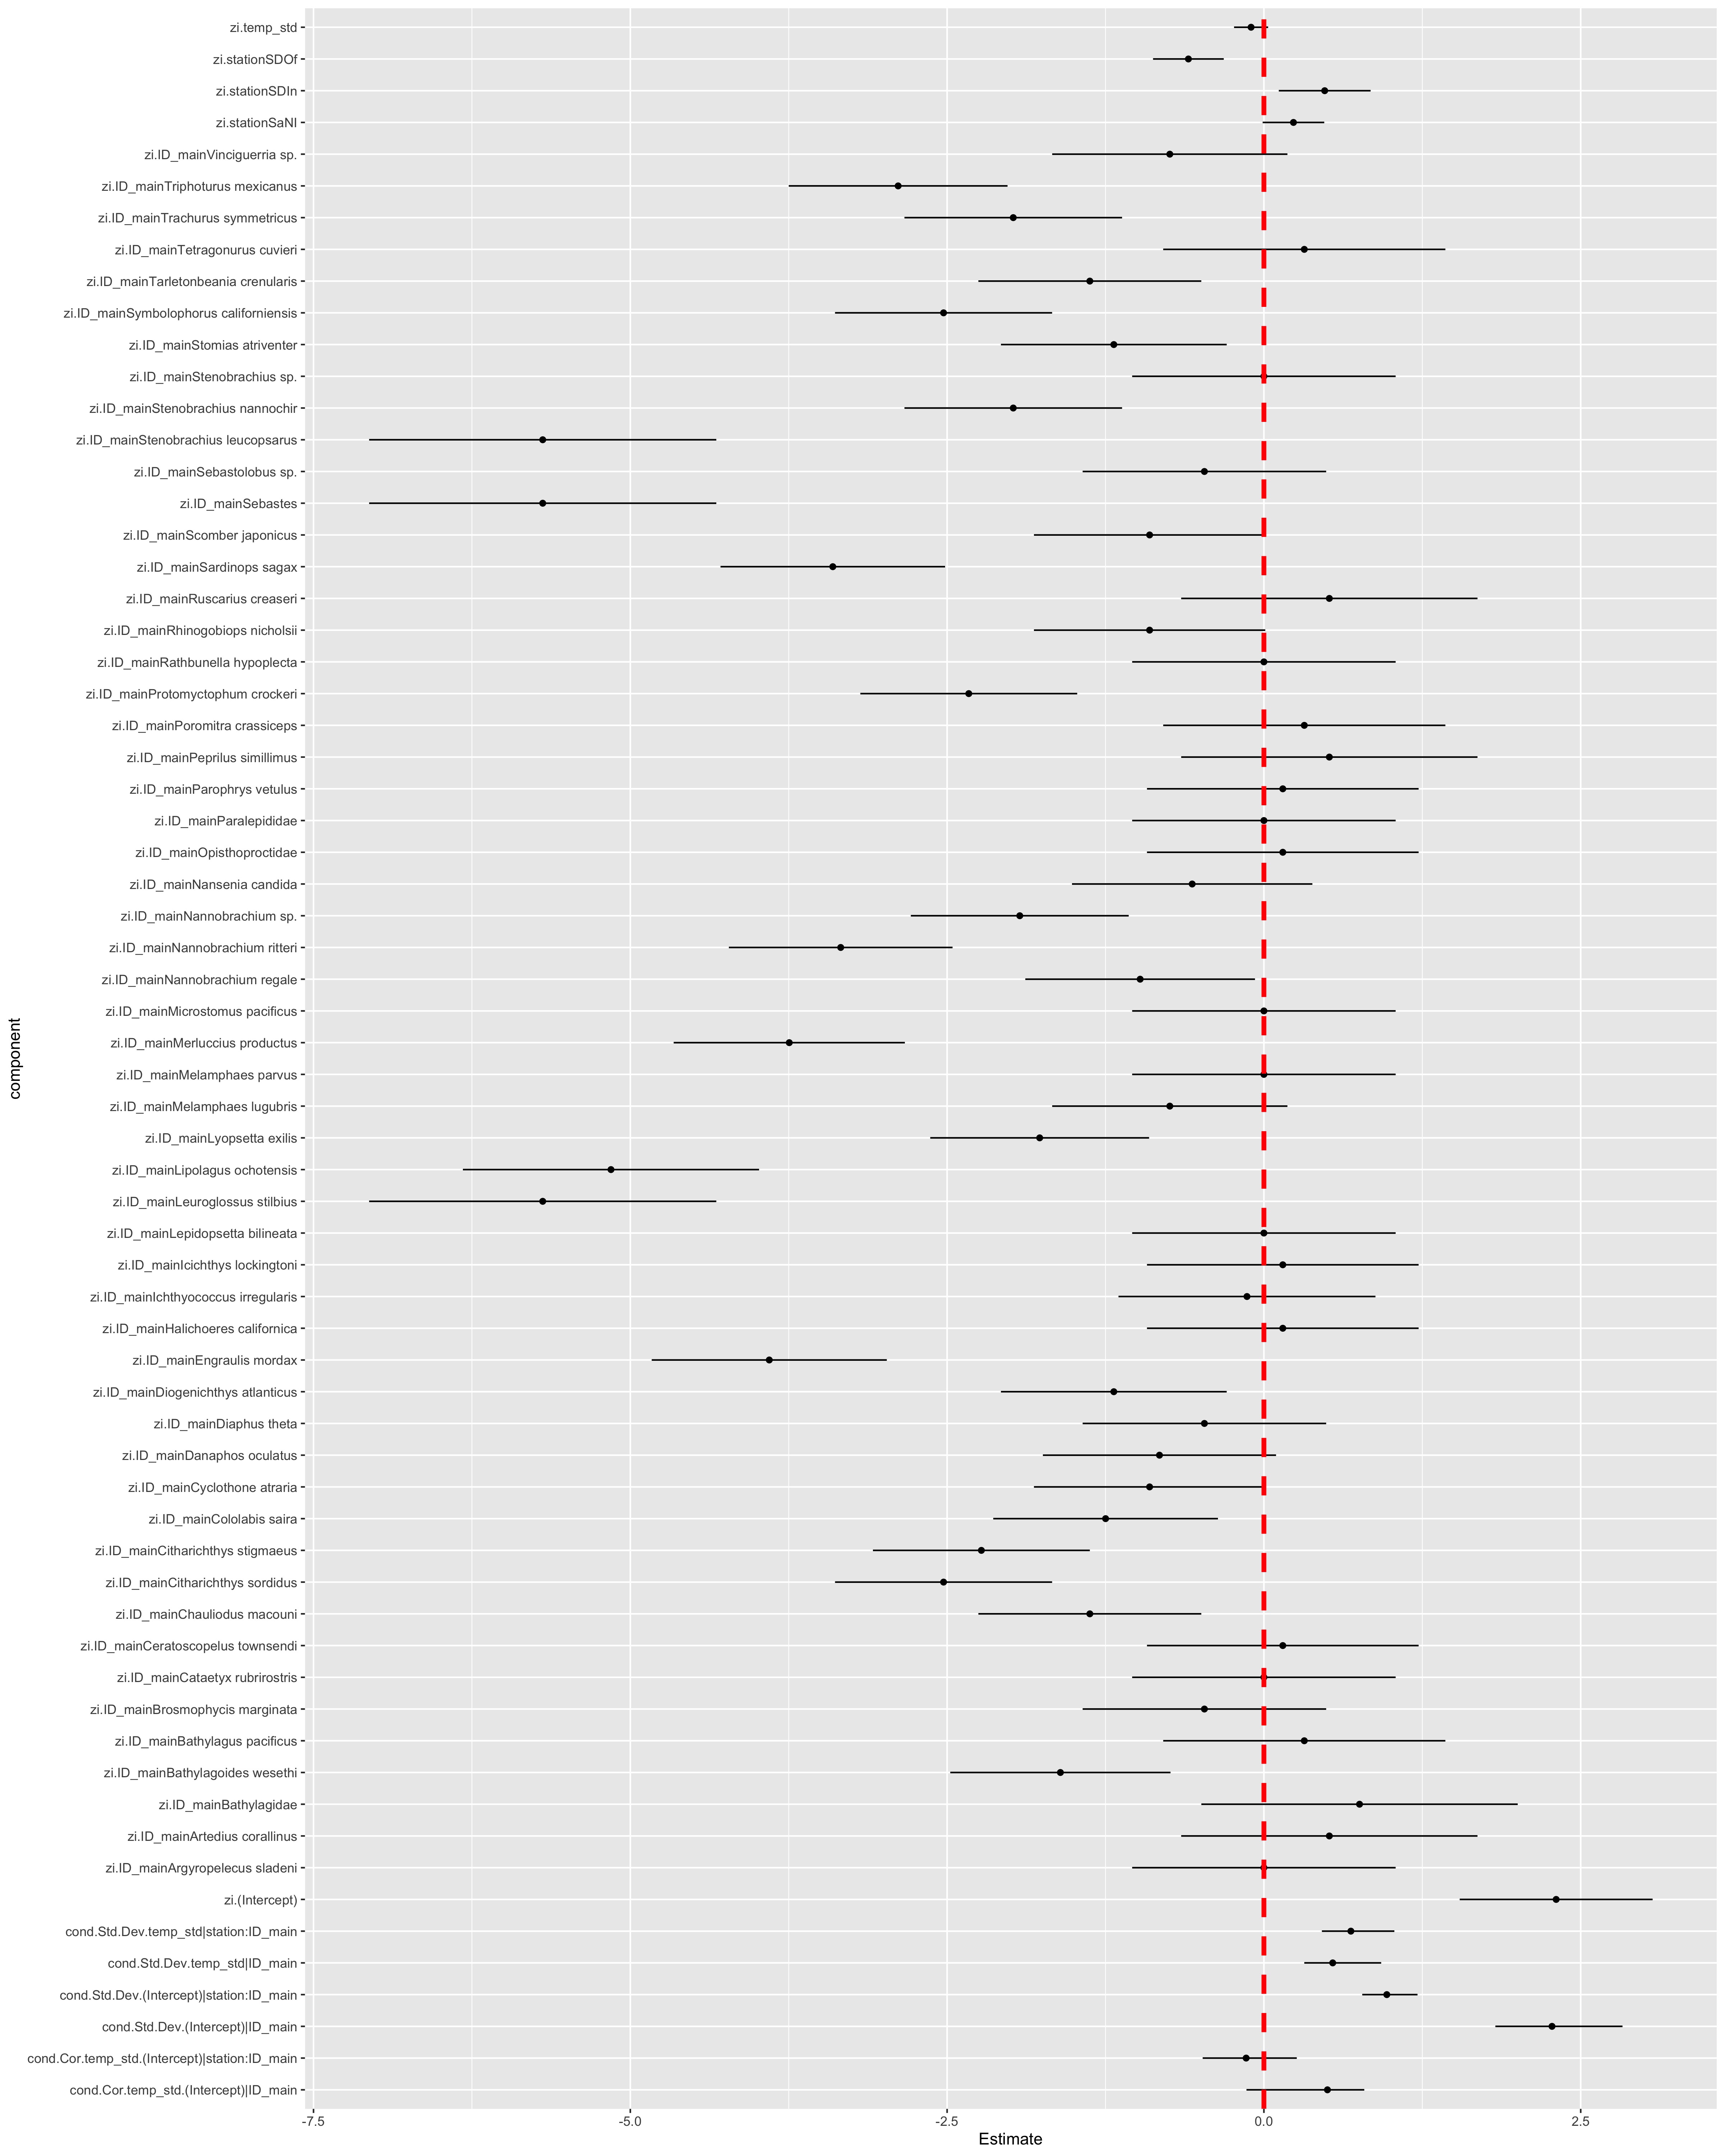 zi.temp_std
zi.stationSDOf
zi.stationSDIn
zi.stationSaNI
zi.ID_mainVinciguerria sp.
zi.ID_mainTriphoturus mexicanus
zi.ID_mainTrachurus symmetricus
zi.ID_mainTetragonurus cuvieri
zi.ID_mainTarletonbeania crenularis
zi.ID_mainSymbolophorus californiensis
zi.ID_mainStomias atriventer
zi.ID_mainStenobrachius sp.
zi.ID_mainStenobrachius nannochir
zi.ID_mainStenobrachius leucopsarus
zi.ID_mainSebastolobus sp.
zi.ID_mainSebastes
zi.ID_mainScomber japonicus
zi.ID_mainSardinops sagax
zi.ID_mainRuscarius creaseri
zi.ID_mainRhinogobiops nicholsii
zi.ID_mainRathbunella hypoplecta
zi.ID_mainProtomyctophum crockeri
zi.ID_mainPoromitra crassiceps
zi.ID_mainPeprilus simillimus
zi.ID_mainParophrys vetulus
zi.ID_mainParalepididae
zi.ID_mainOpisthoproctidae
zi.ID_mainNansenia candida
zi.ID_mainNannobrachium sp.
zi.ID_mainNannobrachium ritteri
zi.ID_mainNannobrachium regale
zi.ID_mainMicrostomus pacificus
zi.ID_mainMerluccius productus
zi.ID_mainMelamphaes parvus
zi.ID_mainMelamphaes lugubris
zi.ID_mainLyopsetta exilis
zi.ID_mainLipolagus ochotensis
zi.ID_mainLeuroglossus stilbius
zi.ID_mainLepidopsetta bilineata
zi.ID_mainIcichthys lockingtoni
zi.ID_mainIchthyococcus irregularis
zi.ID_mainHalichoeres californica
zi.ID_mainEngraulis mordax
zi.ID_mainDiogenichthys atlanticus
zi.ID_mainDiaphus theta
zi.ID_mainDanaphos oculatus
zi.ID_mainCyclothone atraria
zi.ID_mainCololabis saira
zi.ID_mainCitharichthys stigmaeus
zi.ID_mainCitharichthys sordidus
zi.ID_mainChauliodus macouni
zi.ID_mainCeratoscopelus townsendi
zi.ID_mainCataetyx rubrirostris
zi.ID_mainBrosmophycis marginata
zi.ID_mainBathylagus pacificus
zi.ID_mainBathylagoides wesethi
zi.ID_mainBathylagidae
zi.ID_mainArtedius corallinus
zi.ID_mainArgyropelecus sladeni
zi.(Intercept)
cond.Std.Dev.temp_std|station:ID_main
cond.Std.Dev.temp_std|ID_main
cond.Std.Dev.(Intercept)|station:ID_main
cond.Std.Dev.(Intercept)|ID_main
cond.Cor.temp_std.(Intercept)|station:ID_main
cond.Cor.temp_std.(Intercept)|ID_main
component
-7.5 -5.0 -2.5 0.0 2.5
Estimate